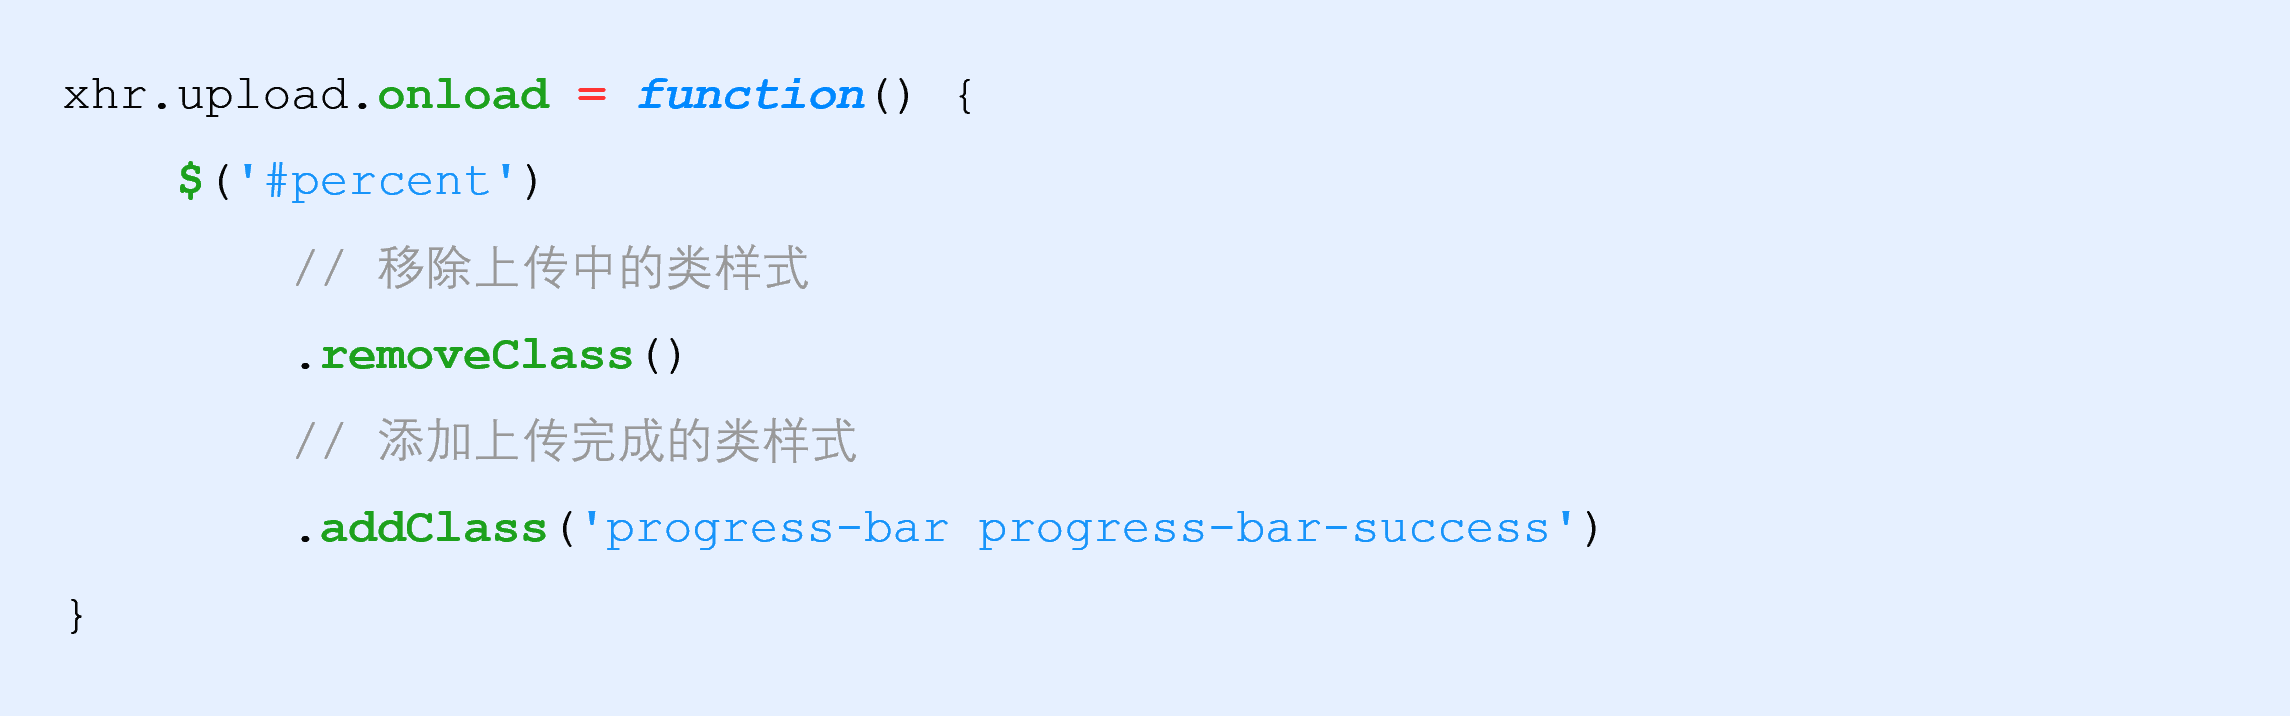 xhr.upload.onload = function() {
    $('#percent')
        // 移除上传中的类样式
        .removeClass()
        // 添加上传完成的类样式
        .addClass('progress-bar progress-bar-success')
}